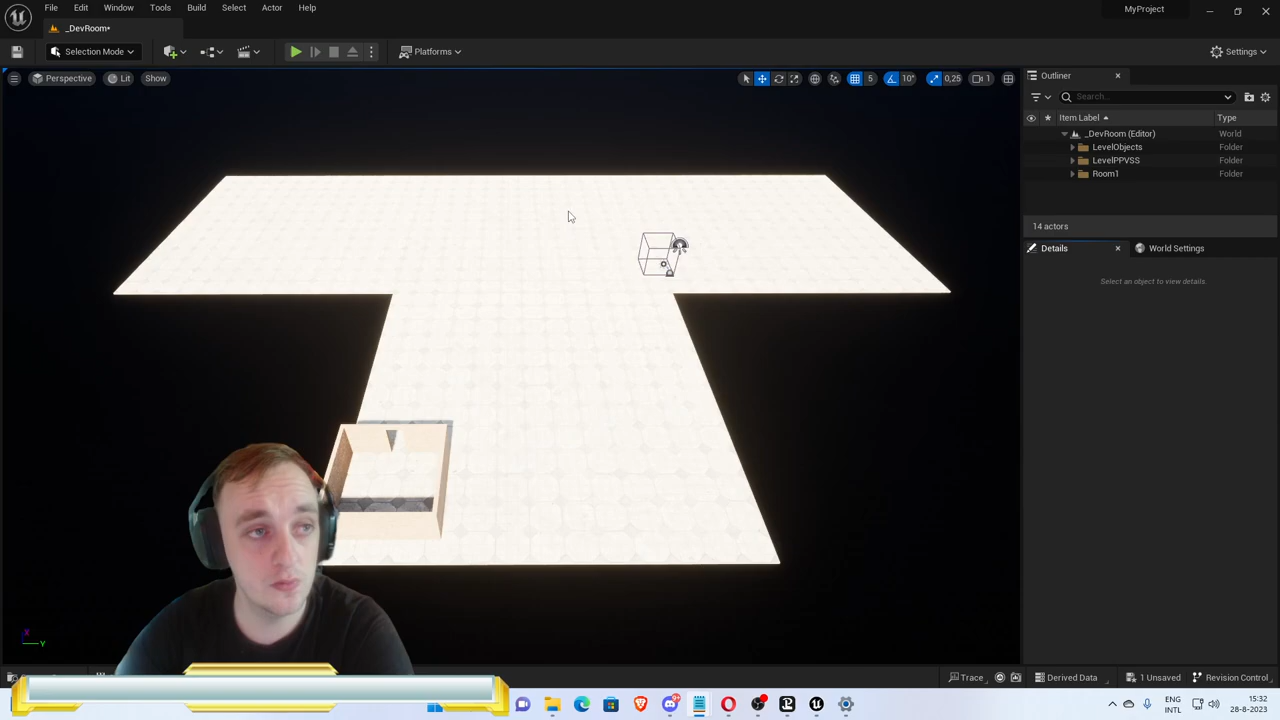 File Edit Window Tools Build Select Actor Help
MyProject
_DevRoom•
Selection Mode
Platforms
Settings
Perspective Lit Show
5 10° 0,25 1
Outliner
Search...
Item Label Type
_DevRoom (Editor) World
LevelObjects Folder
LevelPPVSS Folder
Room1 Folder
14 actors
Details World Settings
Select an object to view details
X
Y
Trace Derived Data 1 Unsaved Revision Control
9+
ENG
INTL
15:32
28-8-2023